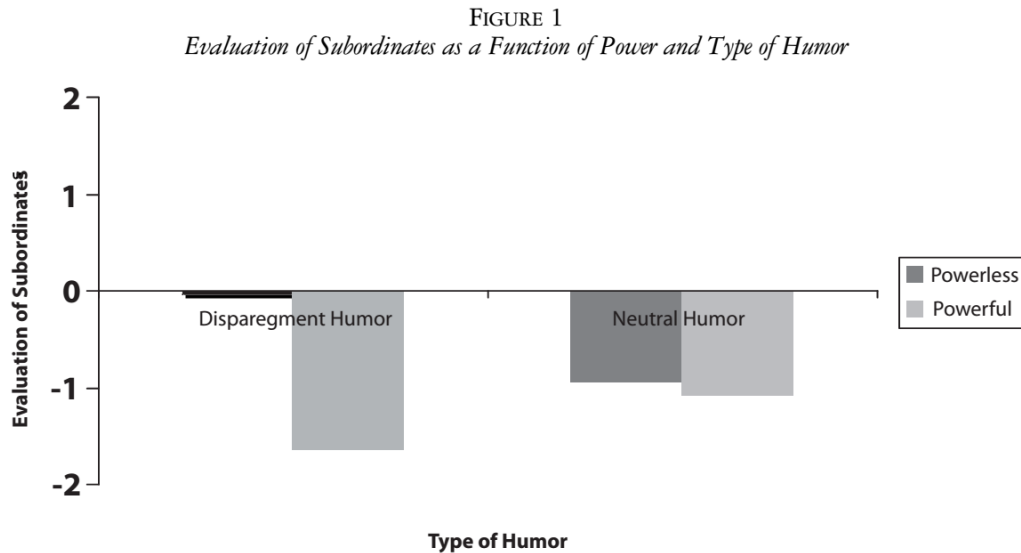 FIGURE 1
Evaluation of Subordinates as a Function of Power and Type of Humor
2
1
0
-1
-2
Evaluation of Subordinates
Disparegment Humor
Neutral Humor
Powerless
Powerful
Type of Humor